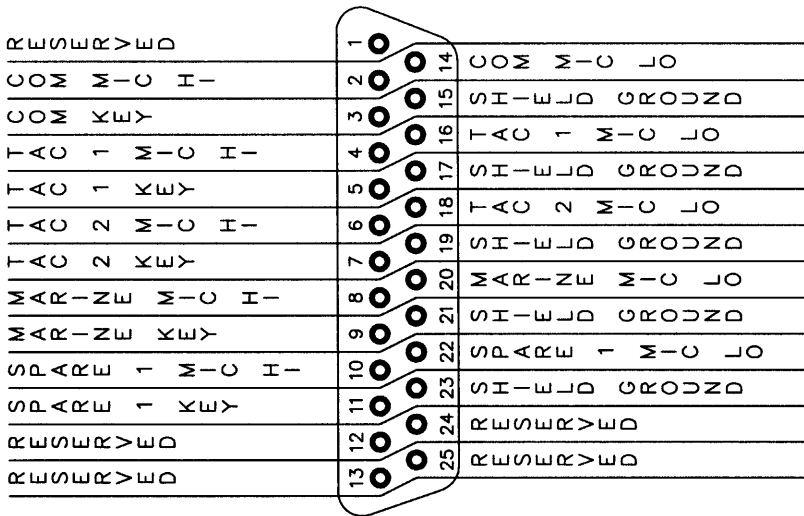 RESERVED 1
COM MIC HI 2
COM KEY 3
TAC 1 MIC HI 4
TAC 1 KEY 5
TAC 2 MIC HI 6
TAC 2 KEY 7
MARINE MIC HI 8
MARINE KEY 9
SPARE 1 MIC HI 10
SPARE 1 KEY 11
RESERVED 12
RESERVED 13
14 COM MIC LO
15 SHIELD GROUND
16 TAC 1 MIC LO
17 SHIELD GROUND
18 TAC 2 MIC LO
19 SHIELD GROUND
20 MARINE MIC LO
21 SHIELD GROUND
22 SPARE 1 MIC LO
23 SHIELD GROUND
24 RESERVED
25 RESERVED